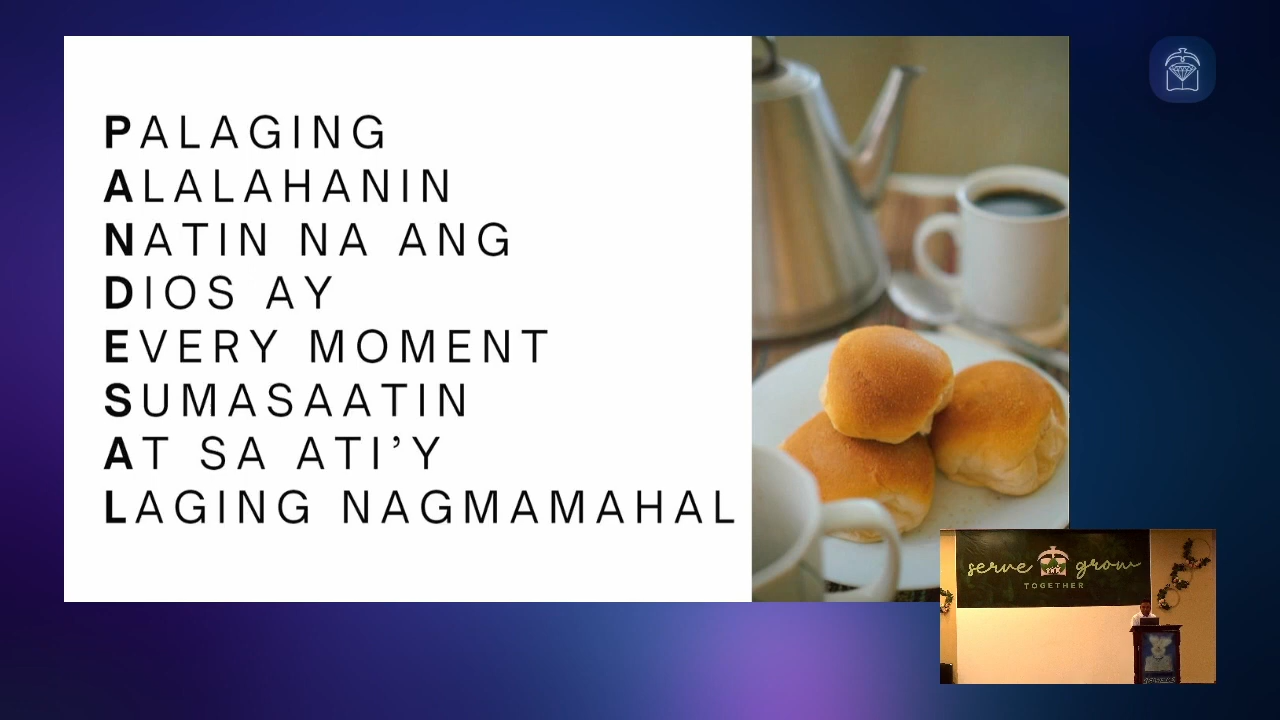 PALAGING
ALALAHANIN
NATIN NA ANG
DIOS AY
EVERY MOMENT
SUMASAATIN
AT SA ATI’Y
LAGING NAGMAMAHAL
serve grow
TOGETHER